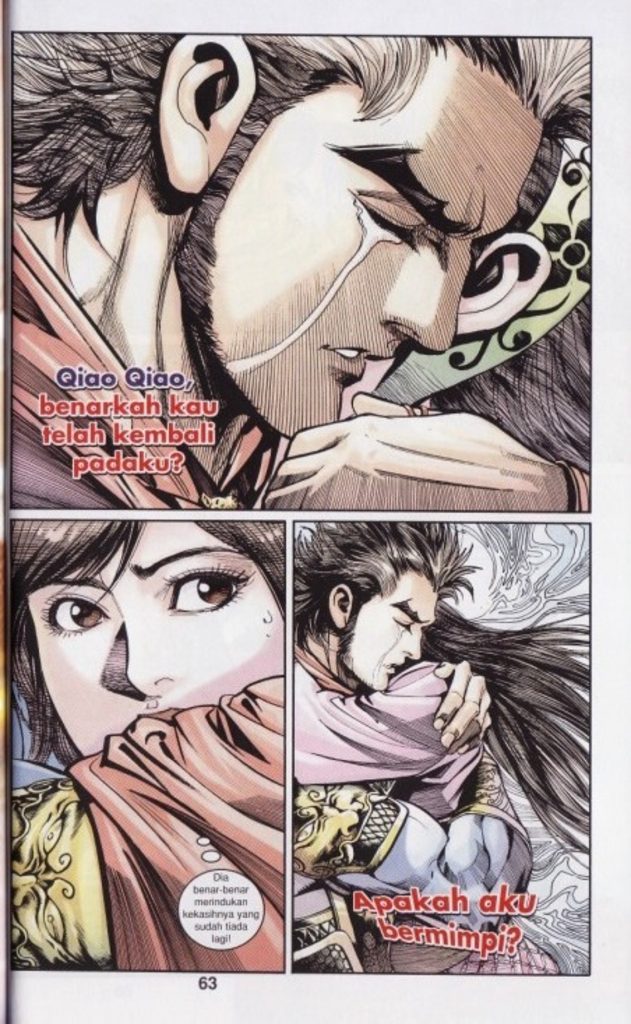 Qiao Qiao,
benarkah kau
telah kembali
padaku?
Dia
benar-benar
merindukan
kekasihnya yang
sudah tiada
lagi!
Apakah aku
bermimpi?
63